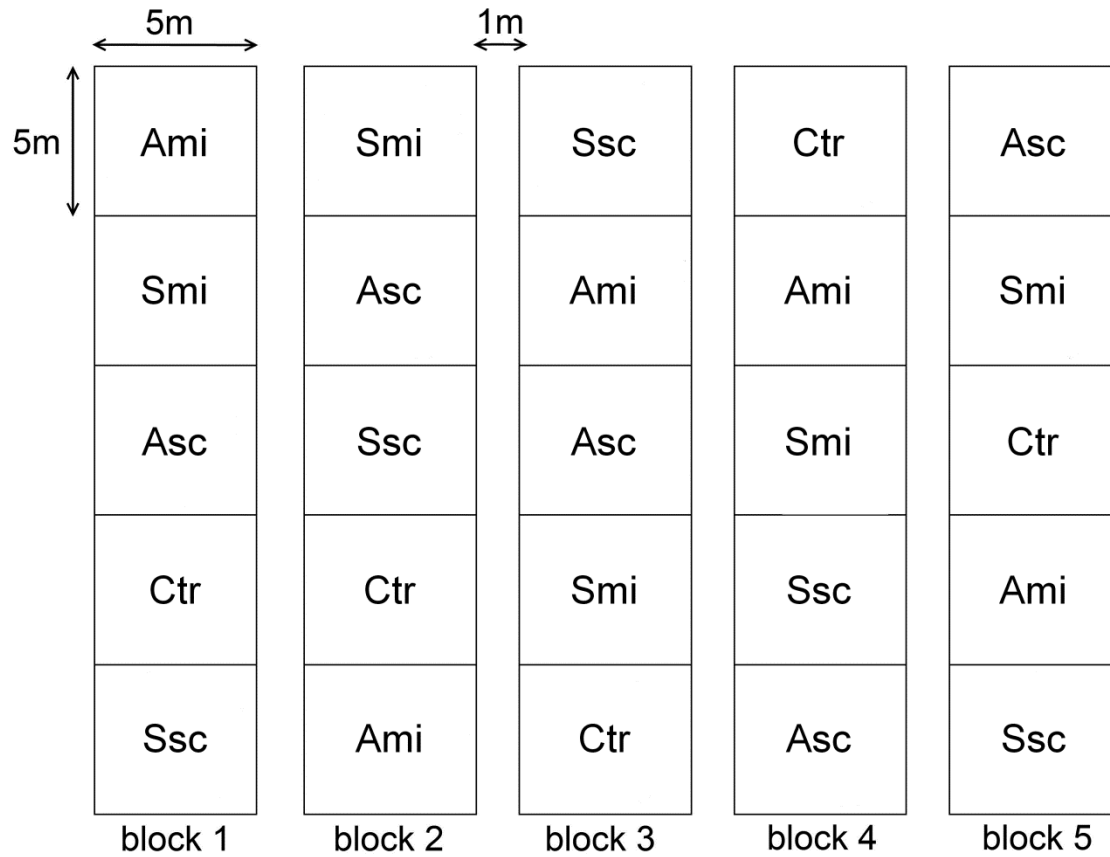 5m 1m
5m Ami Smi Ssc Ctr Asc
Smi Asc Ami Ami Smi
Asc Ssc Asc Smi Ctr
Ctr Ctr Smi Ssc Ami
Ssc Ami Ctr Asc Ssc
block 1 block 2 block 3 block 4 block 5